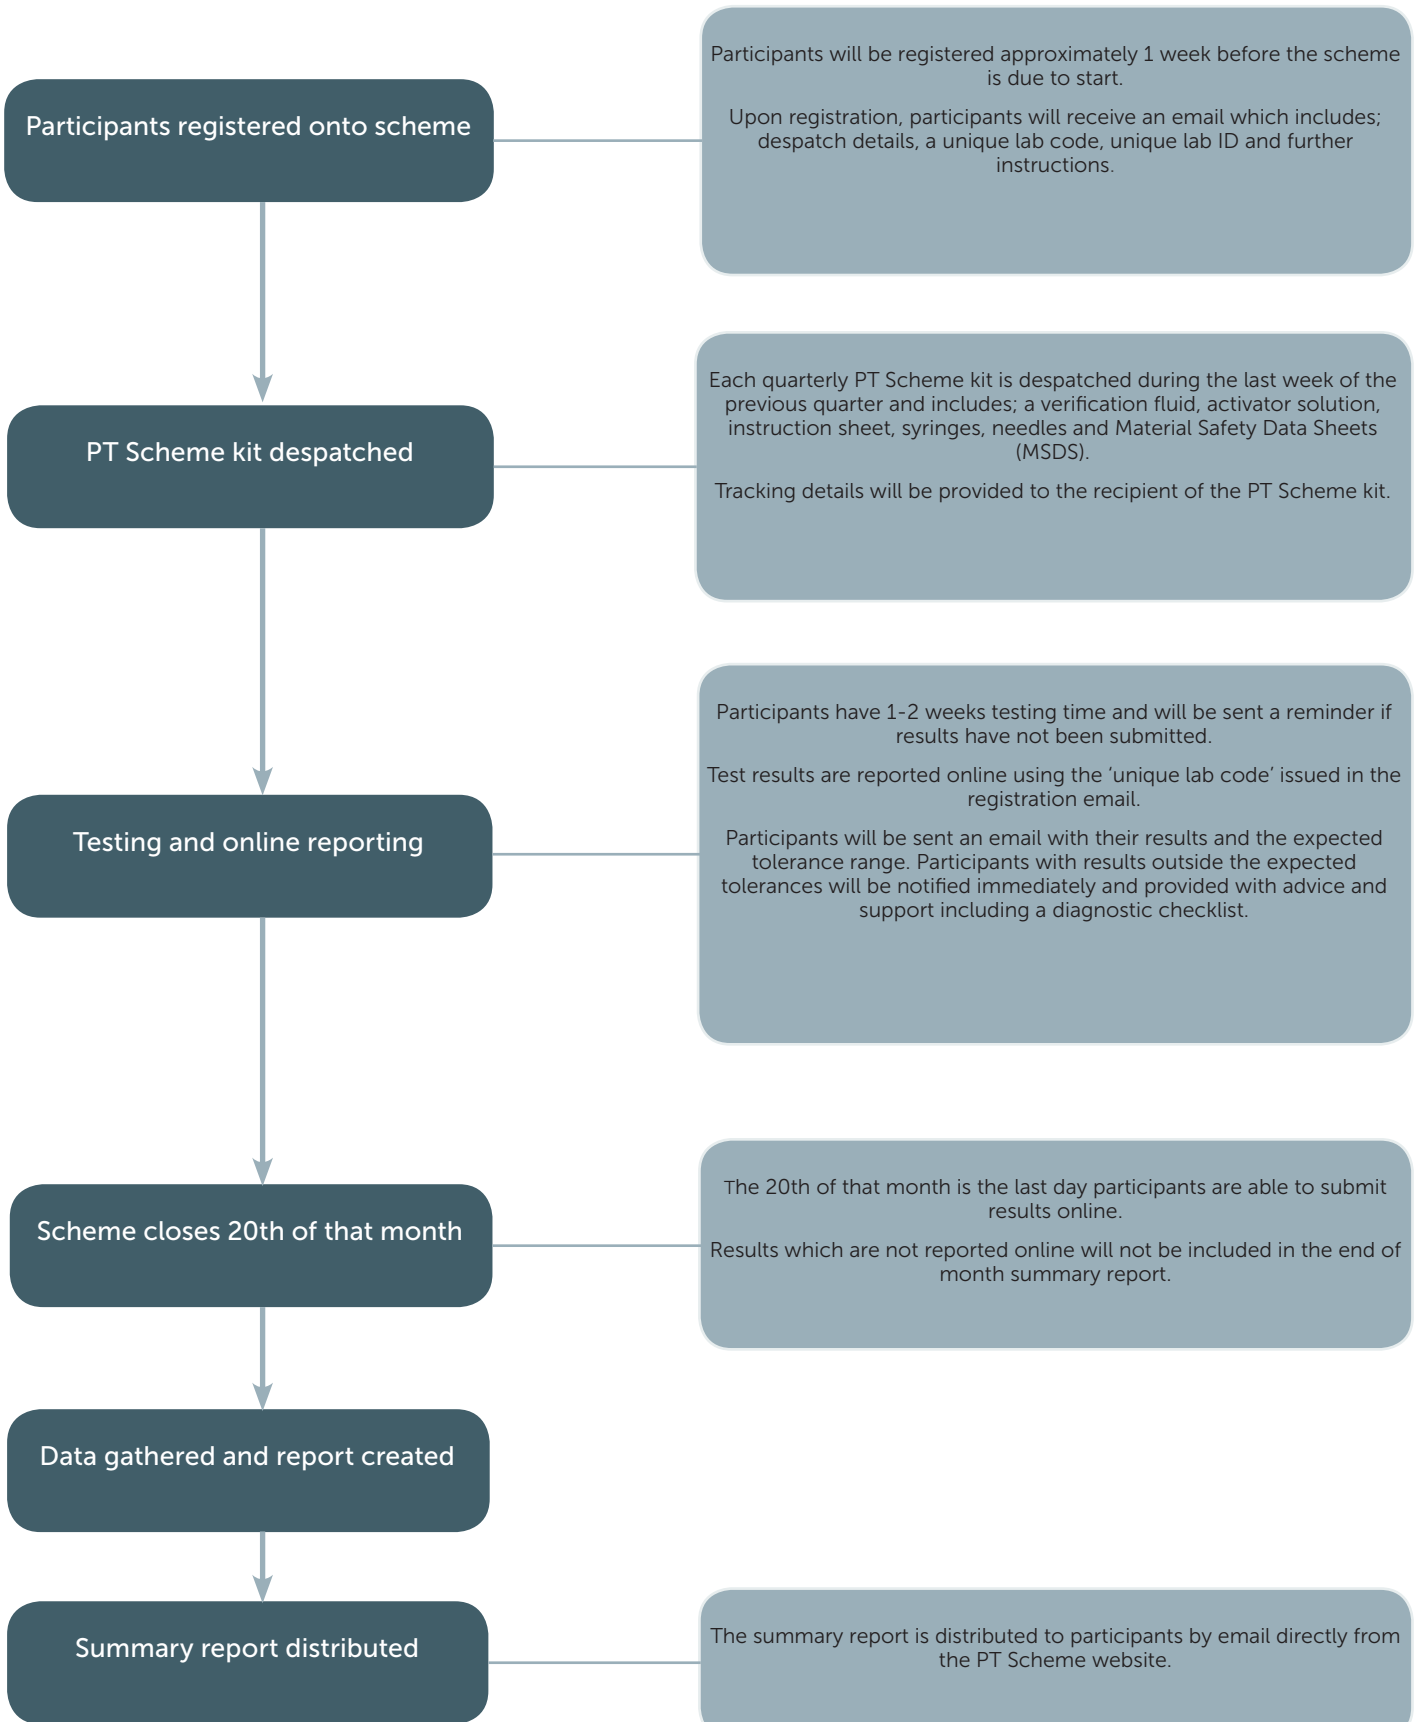 Participants registered onto scheme
Participants will be registered approximately 1 week before the scheme
is due to start.
Upon registration, participants will receive an email which includes;
despatch details, a unique lab code, unique lab ID and further
instructions.
PT Scheme kit despatched
Each quarterly PT Scheme kit is despatched during the last week of the
previous quarter and includes; a verification fluid, activator solution,
instruction sheet, syringes, needles and Material Safety Data Sheets
(MSDS).
Tracking details will be provided to the recipient of the PT Scheme kit.
Testing and online reporting
Participants have 1-2 weeks testing time and will be sent a reminder if
results have not been submitted.
Test results are reported online using the ‘unique lab code’ issued in the
registration email.
Participants will be sent an email with their results and the expected
tolerance range. Participants with results outside the expected
tolerances will be notified immediately and provided with advice and
support including a diagnostic checklist.
Scheme closes 20th of that month
The 20th of that month is the last day participants are able to submit
results online.
Results which are not reported online will not be included in the end of
month summary report.
Data gathered and report created
Summary report distributed
The summary report is distributed to participants by email directly from
the PT Scheme website.